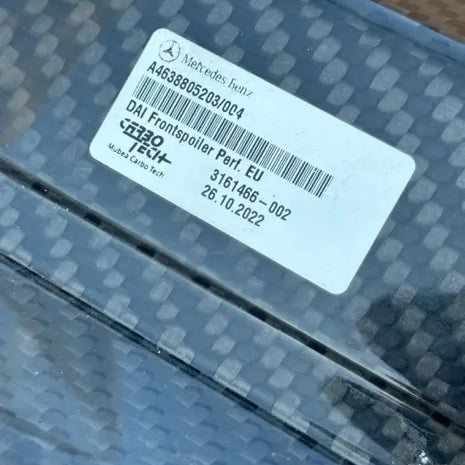 Mercedes Benz
A4638805203/004
DAI Frontspoiler Perf. EU
CARBO
TECH
Mubea Carbo Tech
3161466-002
26.10.2022